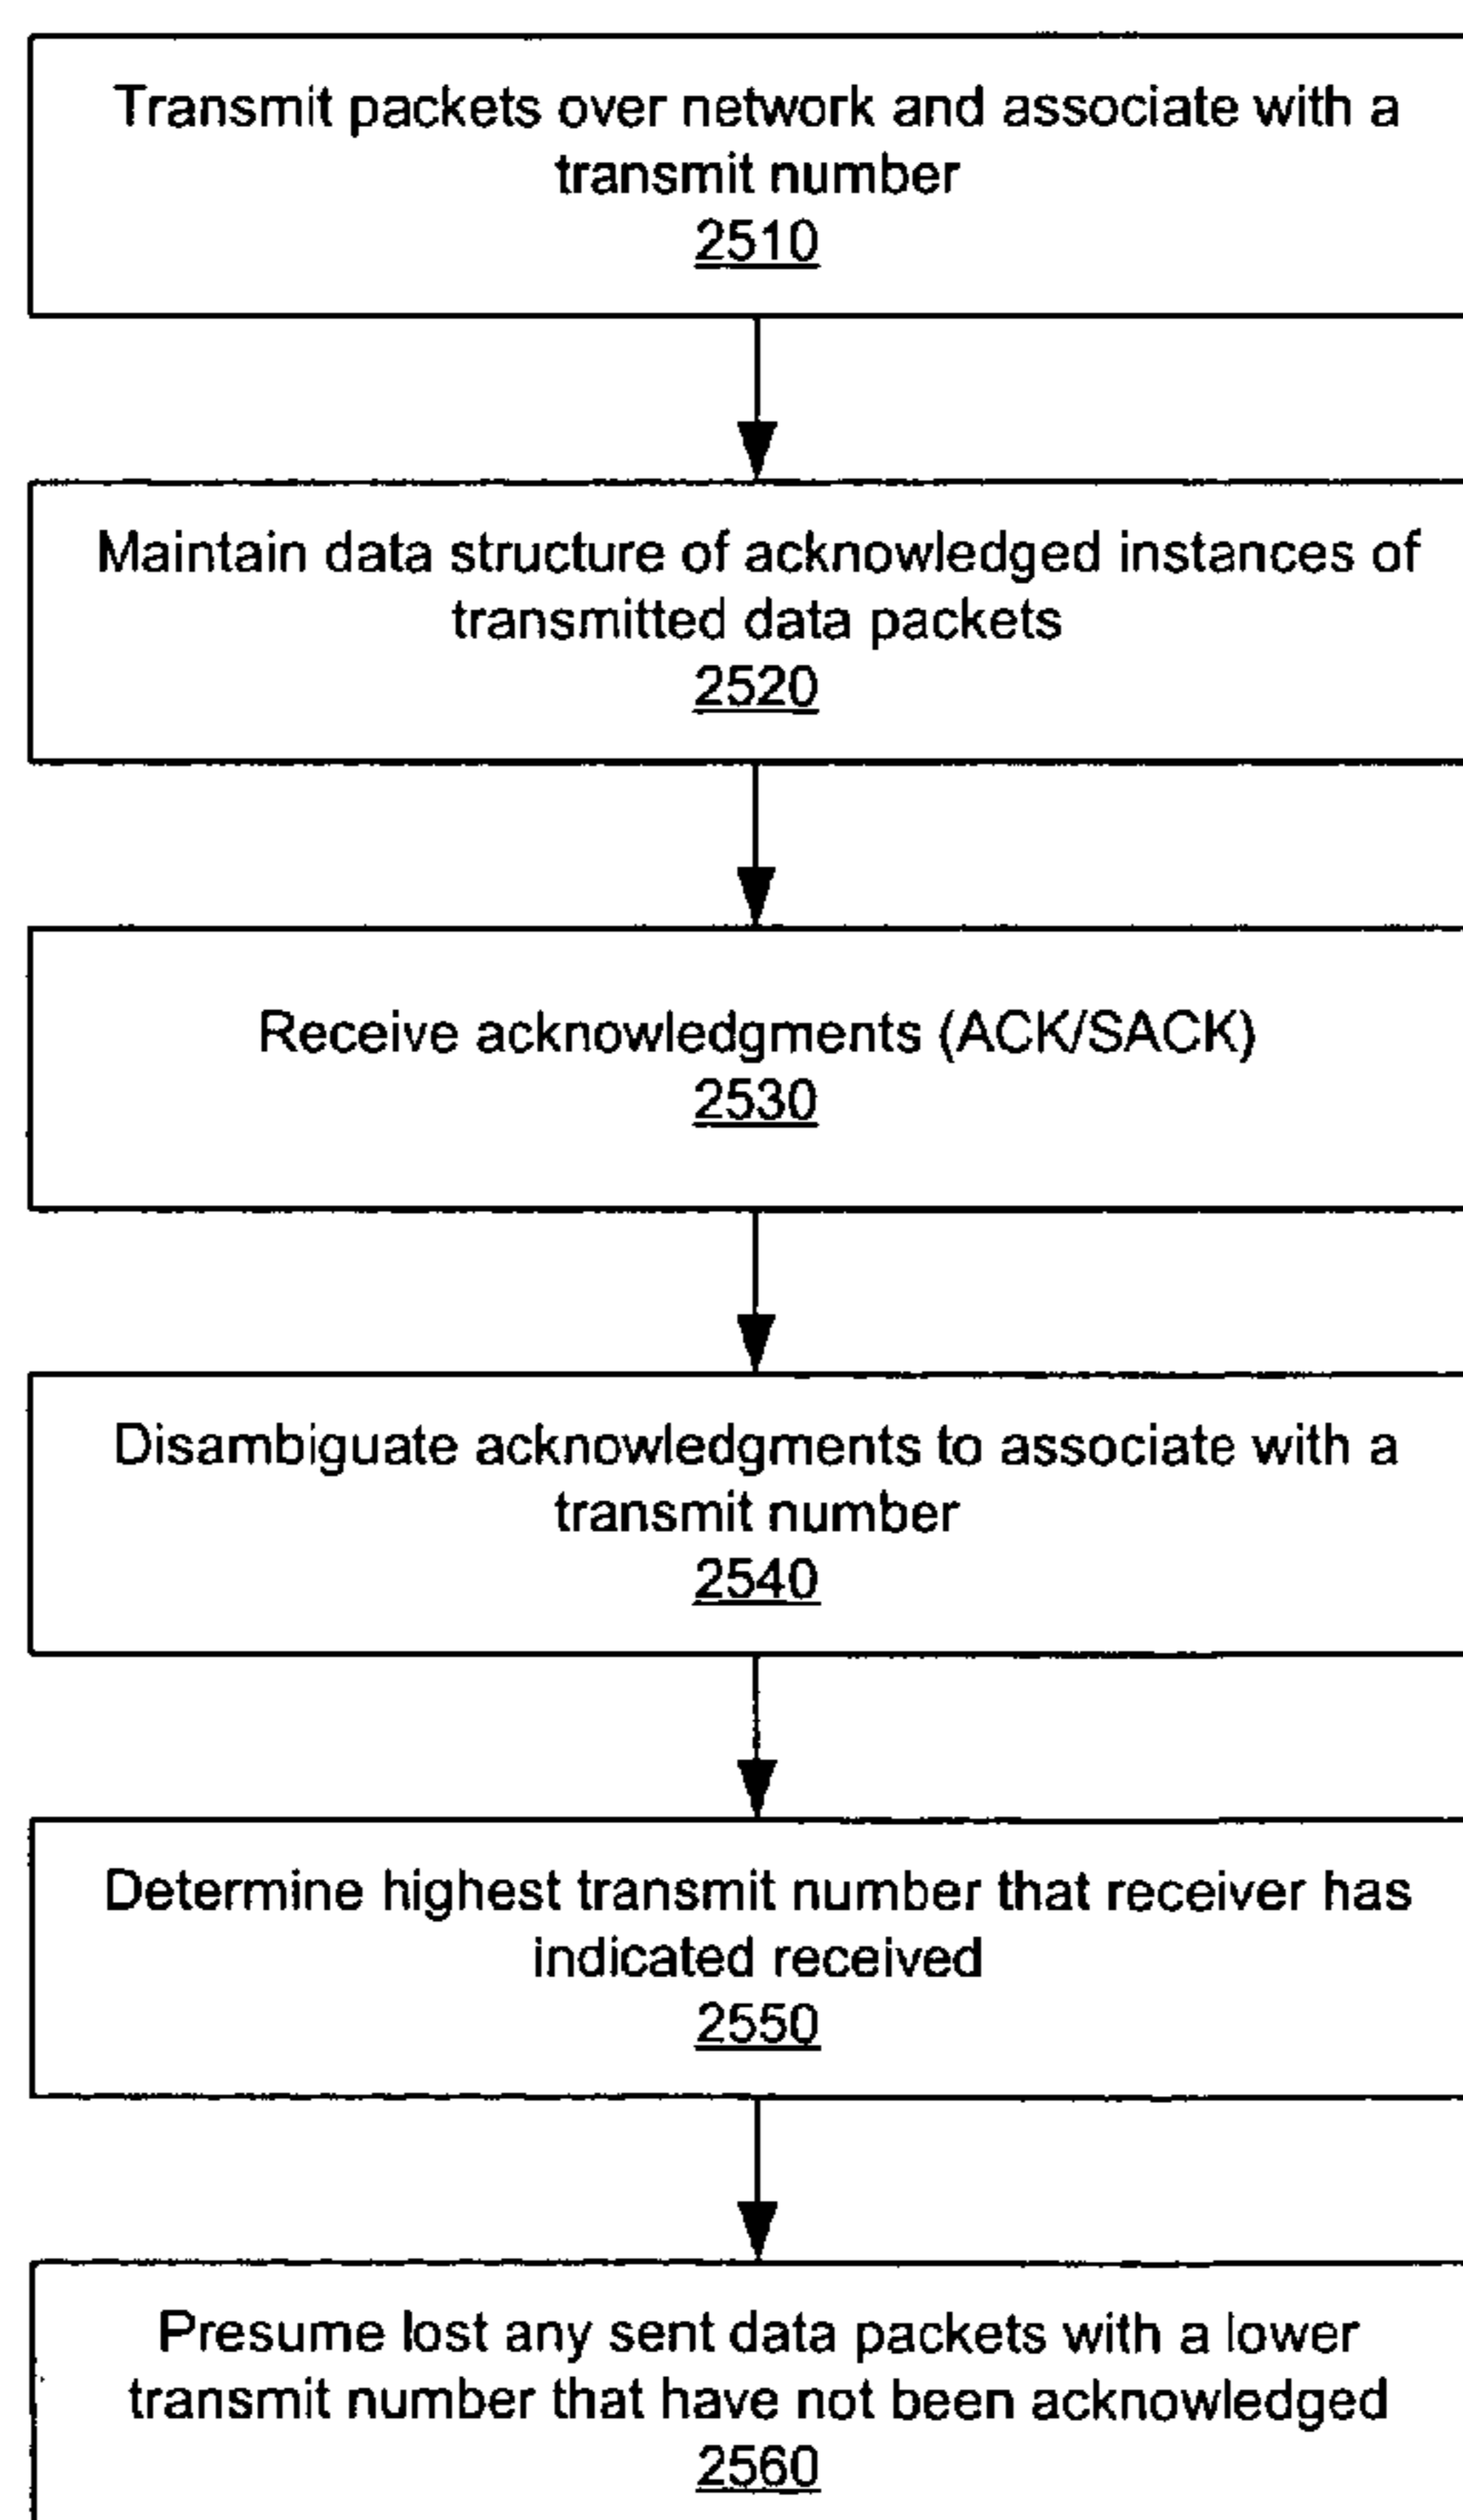 Transmit packets over network and associate with a
transmit number
2510
Maintain data structure of acknowledged instances of
transmitted data packets
2520
Receive acknowledgments (ACK/SACK)
2530
Disambiguate acknowledgments to associate with a
transmit number
2540
Determine highest transmit number that receiver has
indicated received
2550
Presume lost any sent data packets with a lower
transmit number that have not been acknowledged
2560